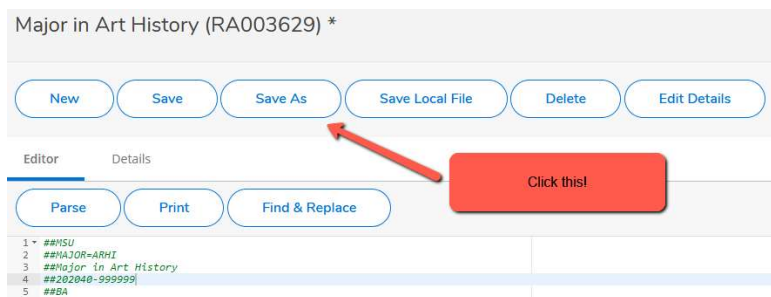 Major in Art History (RA003629) *
New Save Save As Save Local File Delete Edit Details
Editor Details
Click this!
Parse Print Find & Replace
1 ##MSU
2 ##MAJOR=ARHI
3 ##Major in Art History
4 ##202040-999999
5 ##BA